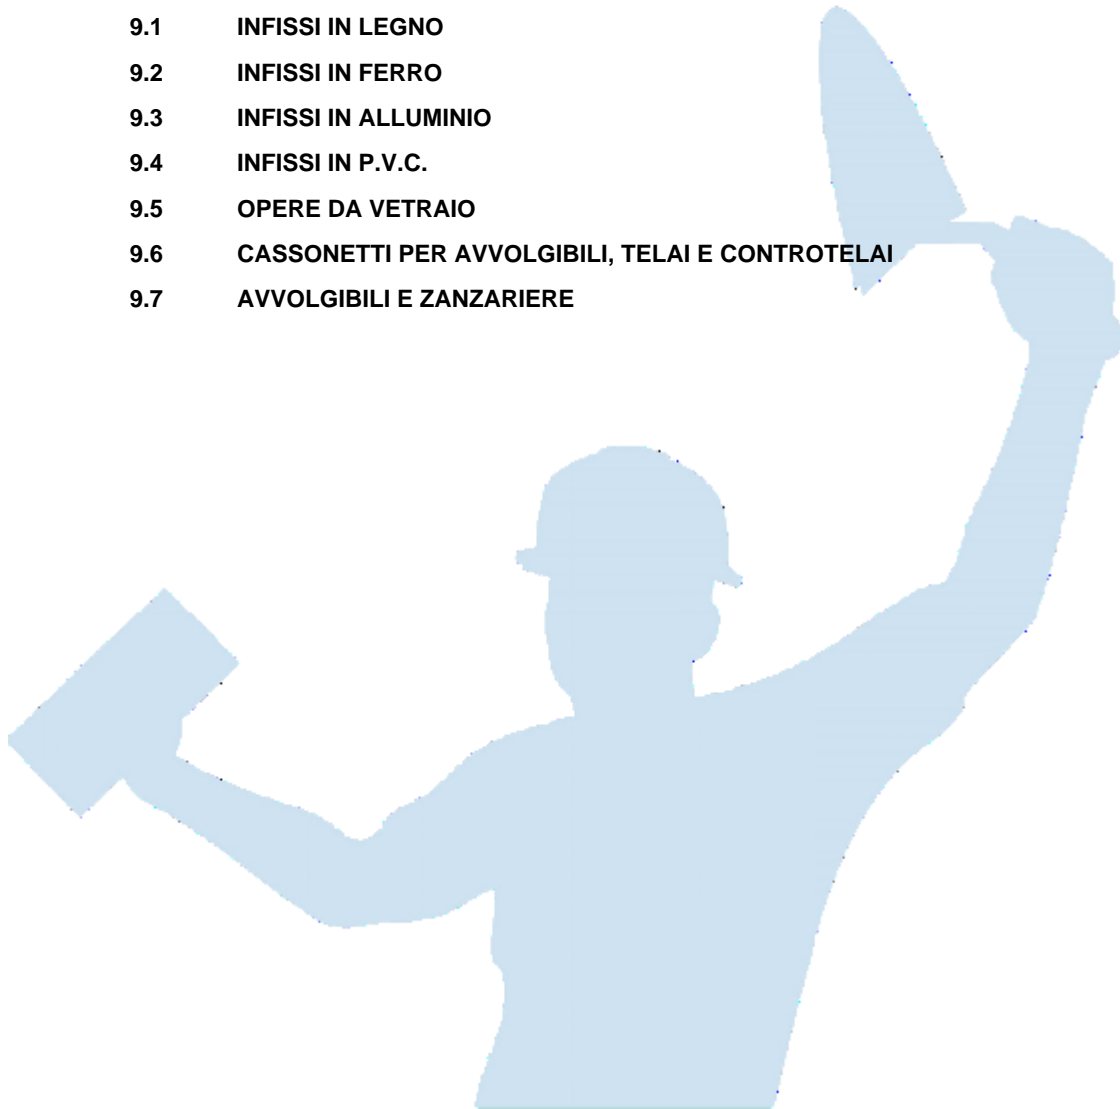 9.1 INFISSI IN LEGNO
9.2 INFISSI IN FERRO
9.3 INFISSI IN ALLUMINIO
9.4 INFISSI IN P.V.C.
9.5 OPERE DA VETRAIO
9.6 CASSONETTI PER AVVOLGIBILI, TELAI E CONTROTELAI
9.7 AVVOLGIBILI E ZANZARIERE